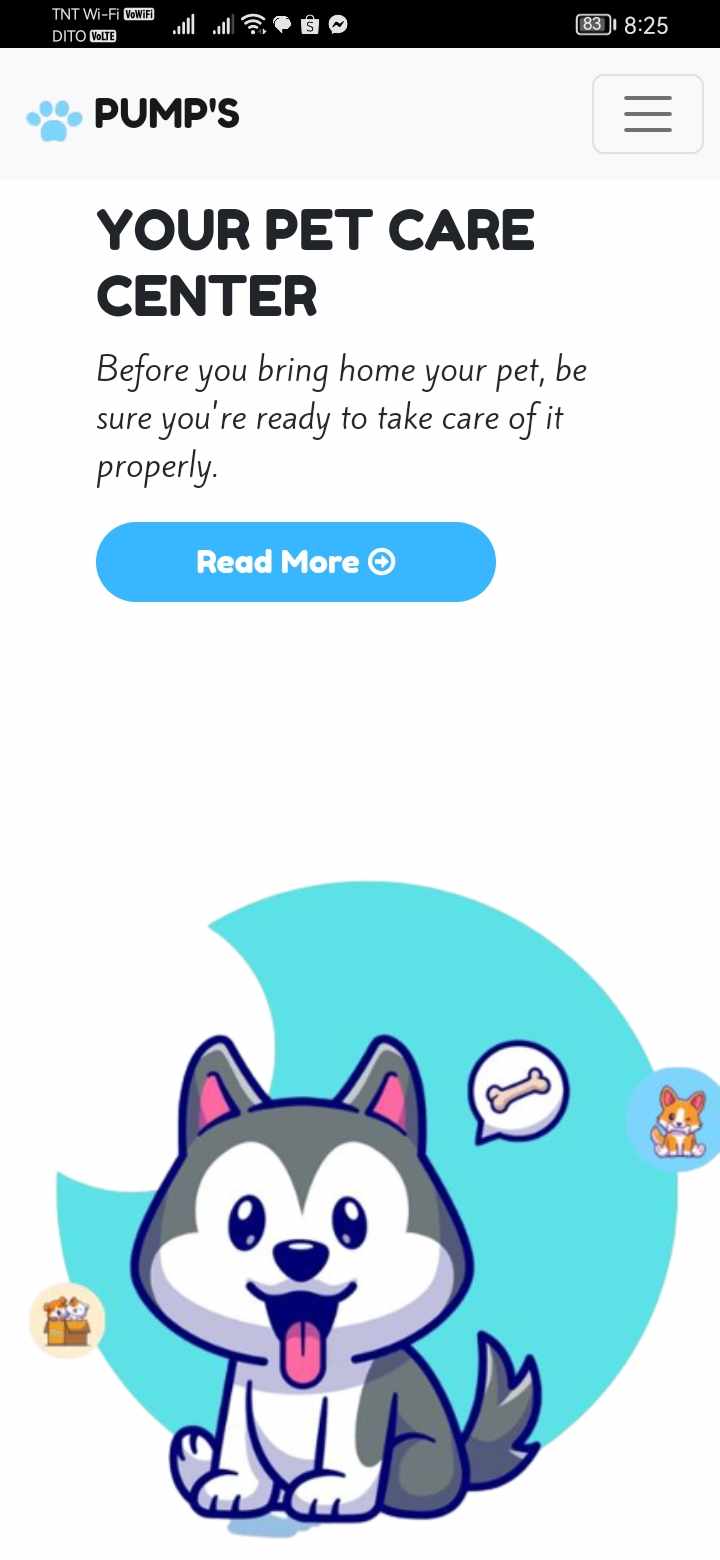 TNT Wi-Fi VoWiFi
DITO VoLTE
83 8:25
PUMP'S
YOUR PET CARE
CENTER
Before you bring home your pet, be
sure you're ready to take care of it
properly.
Read More